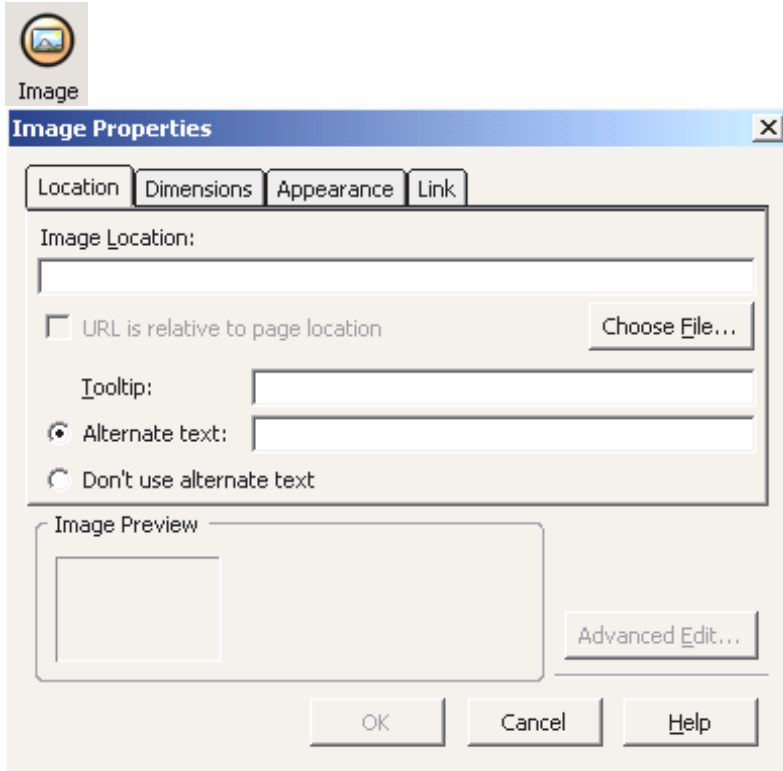 Image
Image Properties
Location Dimensions Appearance Link
Image Location:
URL is relative to page location Choose File...
Tooltip:
Alternate text:
Don't use alternate text
Image Preview
Advanced Edit...
OK Cancel Help